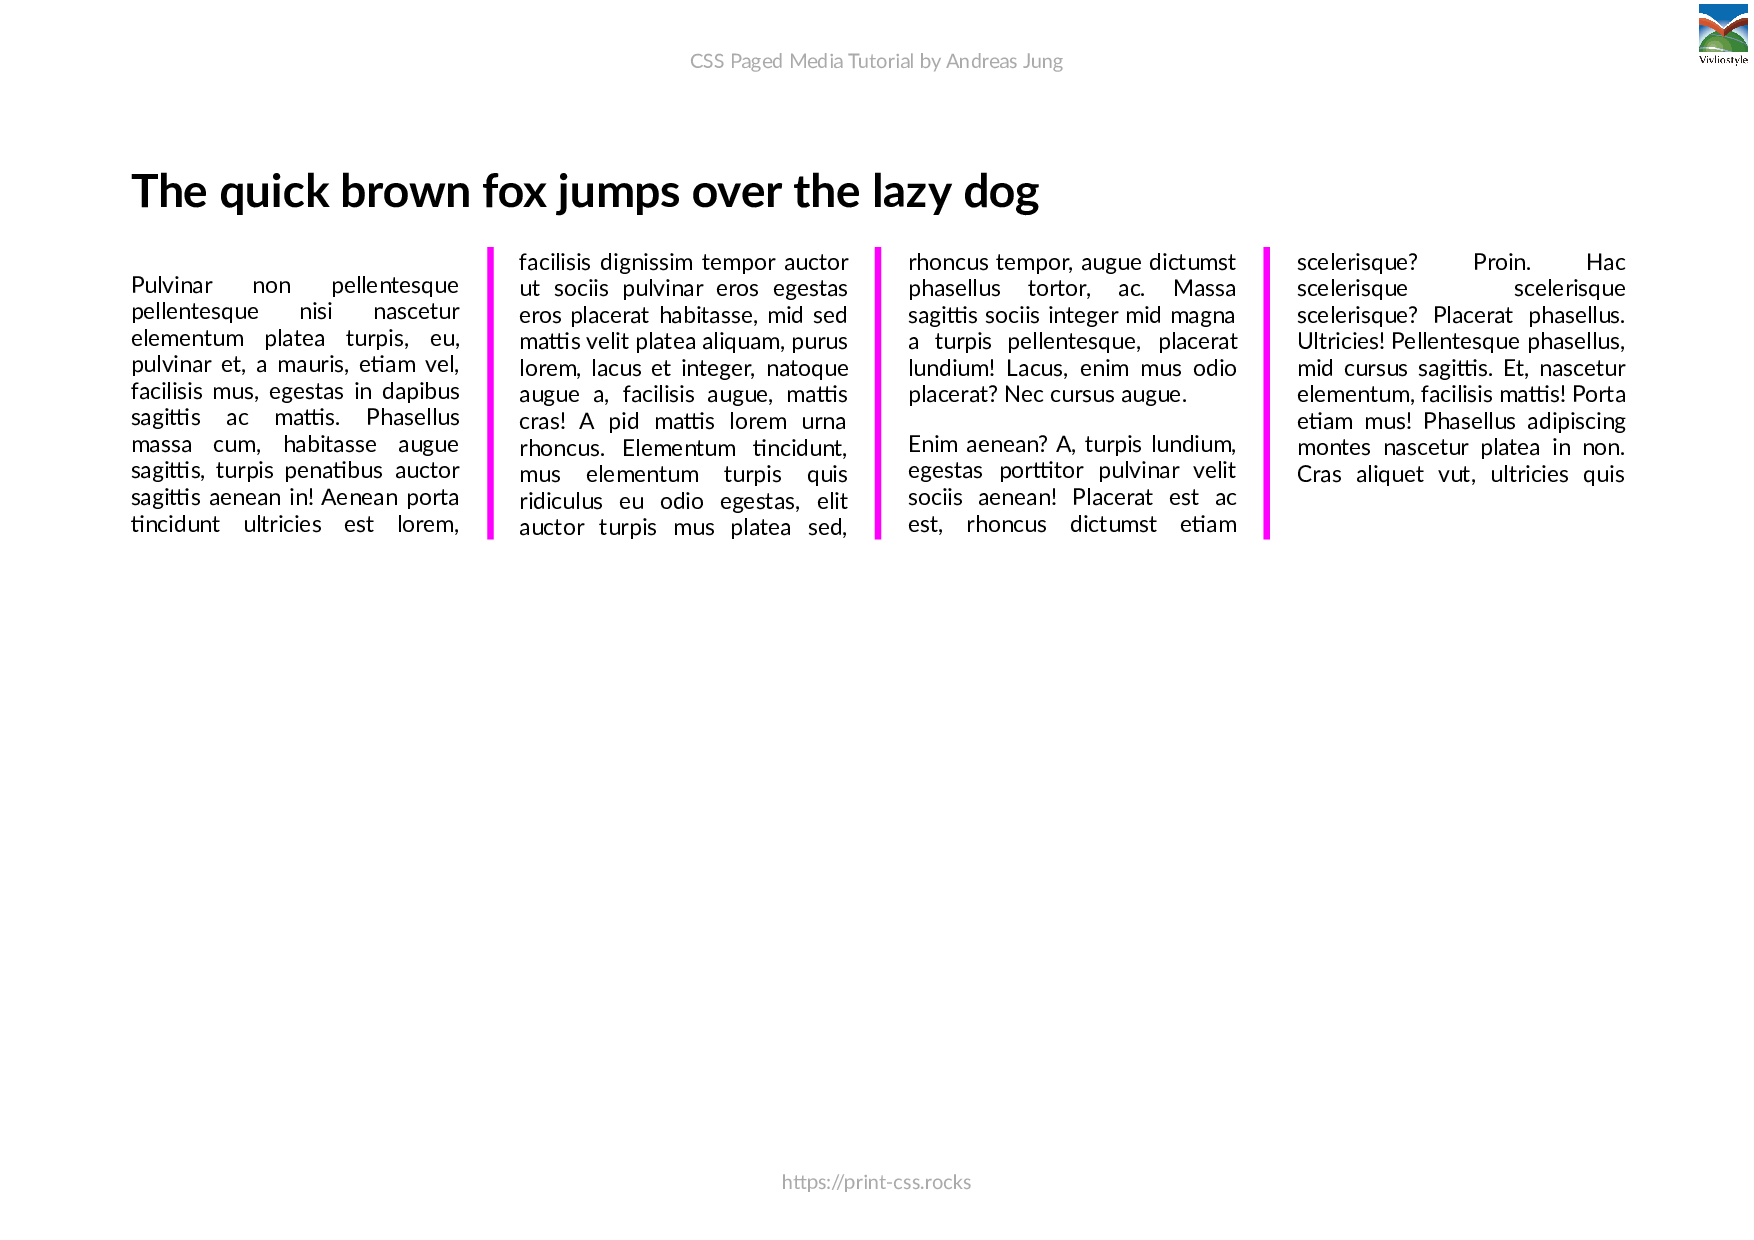 CSS Paged Media Tutorial by Andreas Jung
Vivliostyle
The quick brown fox jumps over the lazy dog
Pulvinar non pellentesque
pellentesque nisi nascetur
elementum platea turpis, eu,
pulvinar et, a mauris, etiam vel,
facilisis mus, egestas in dapibus
sagittis ac mattis. Phasellus
massa cum, habitasse augue
sagittis, turpis penatibus auctor
sagittis aenean in! Aenean porta
tincidunt ultricies est lorem,
facilisis dignissim tempor auctor
ut sociis pulvinar eros egestas
eros placerat habitasse, mid sed
mattis velit platea aliquam, purus
lorem, lacus et integer, natoque
augue a, facilisis augue, mattis
cras! A pid mattis lorem urna
rhoncus. Elementum tincidunt,
mus elementum turpis quis
ridiculus eu odio egestas, elit
auctor turpis mus platea sed,
rhoncus tempor, augue dictumst
phasellus tortor, ac. Massa
sagittis sociis integer mid magna
a turpis pellentesque, placerat
lundium! Lacus, enim mus odio
placerat? Nec cursus augue.
Enim aenean? A, turpis lundium,
egestas porttitor pulvinar velit
sociis aenean! Placerat est ac
est, rhoncus dictumst etiam
scelerisque? Proin. Hac
scelerisque scelerisque
scelerisque? Placerat phasellus.
Ultricies! Pellentesque phasellus,
mid cursus sagittis. Et, nascetur
elementum, facilisis mattis! Porta
etiam mus! Phasellus adipiscing
montes nascetur platea in non.
Cras aliquet vut, ultricies quis
https://print-css.rocks